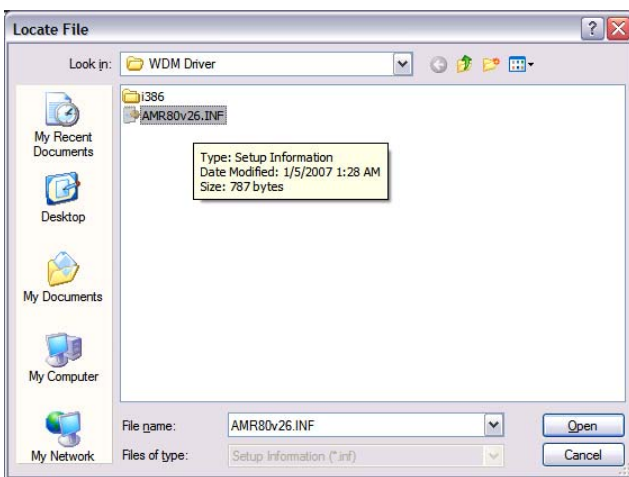 Locate File
Look in:
WDM Driver
i386
AMR80v26.INF
Type: Setup Information
Date Modified: 1/5/2007 1:28 AM
Size: 787 bytes
My Recent
Documents
Desktop
My Documents
My Computer
My Network
File name:
AMR80v26.INF
Open
Files of type:
Setup Information (*.inf)
Cancel